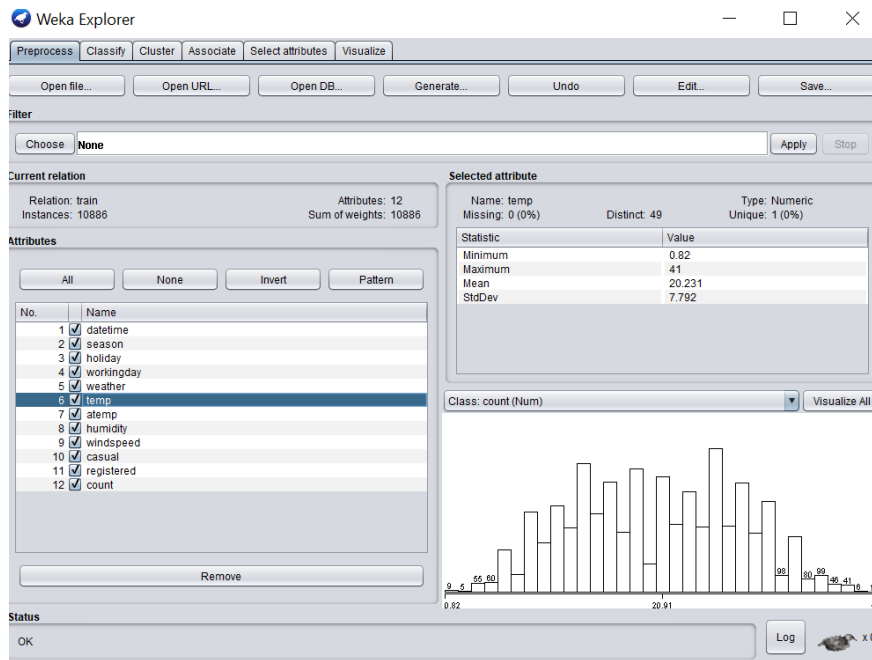 Weka Explorer
Preprocess Classify Cluster Associate Select attributes Visualize
Open file... Open URL... Open DB... Generate... Undo Edit... Save...
Filter
Choose None Apply Stop
Current relation
Relation: train Attributes: 12
Instances: 10886 Sum of weights: 10886
Attributes
All None Invert Pattern
No. Name
1 datetime
2 season
3 holiday
4 workingday
5 weather
6 temp
7 atemp
8 humidity
9 windspeed
10 casual
11 registered
12 count
Remove
Selected attribute
Name: temp Type: Numeric
Missing: 0 (0%) Distinct: 49 Unique: 1 (0%)
Statistic Value
Minimum 0.82
Maximum 41
Mean 20.231
StdDev 7.792
Class: count (Num) Visualize All
9 5 55 60 98 80 99 46 41 6
0.82 20.91
Status
OK
Log x